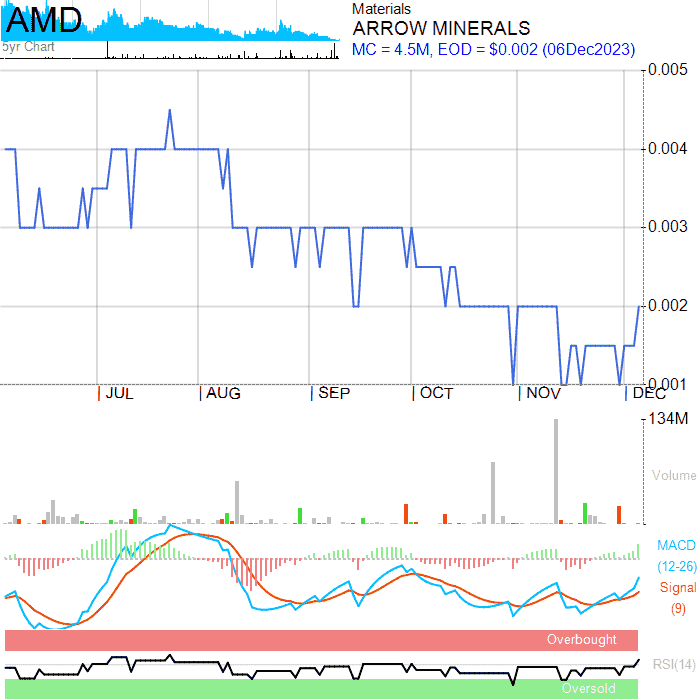 AMD
5yr Chart
Materials
ARROW MINERALS
MC = 4.5M, EOD = $0.002 (06Dec2023)
0.005
0.004
0.003
0.002
0.001
JUL AUG SEP OCT NOV DEC
134M
Volume
MACD
(12-26)
Signal
(9)
Overbought
RSI(14)
Oversold